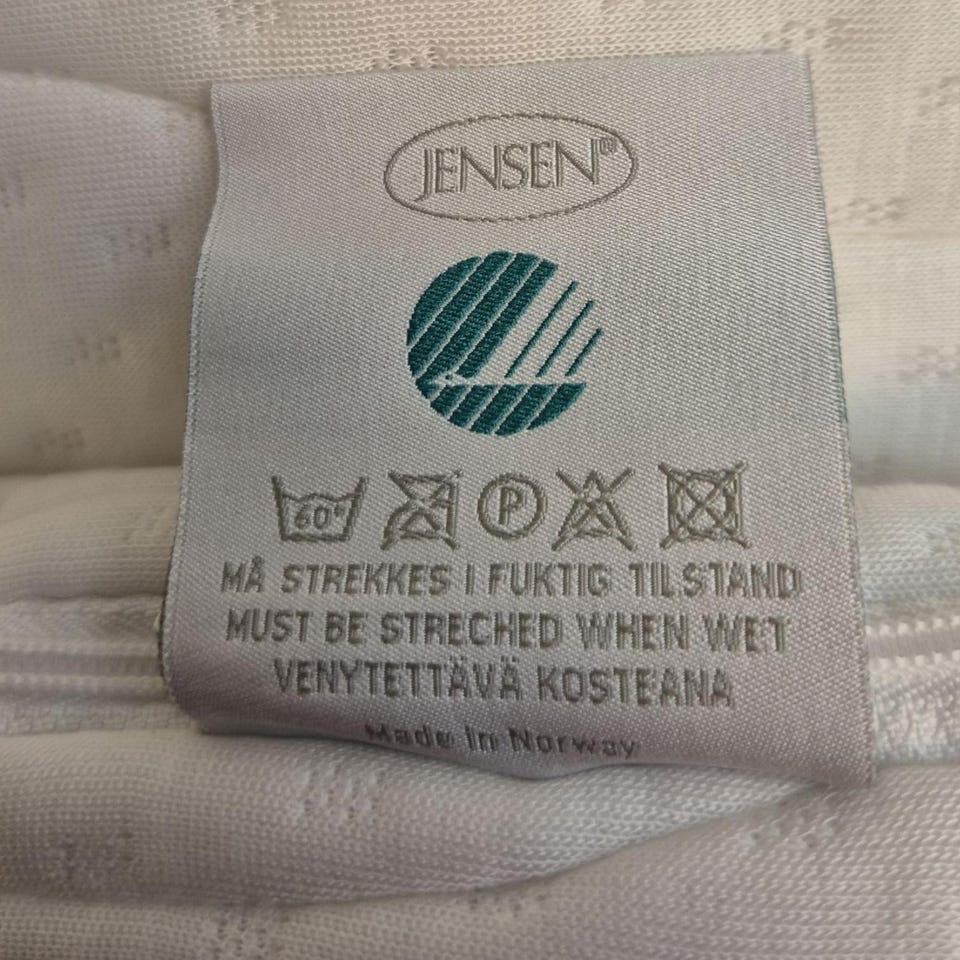 JENSEN®
60° P
MÅ STREKKES I FUKTIG TILSTAND
MUST BE STRECHED WHEN WET
VENYTETTÄVÄ KOSTEANA
Made in Norway